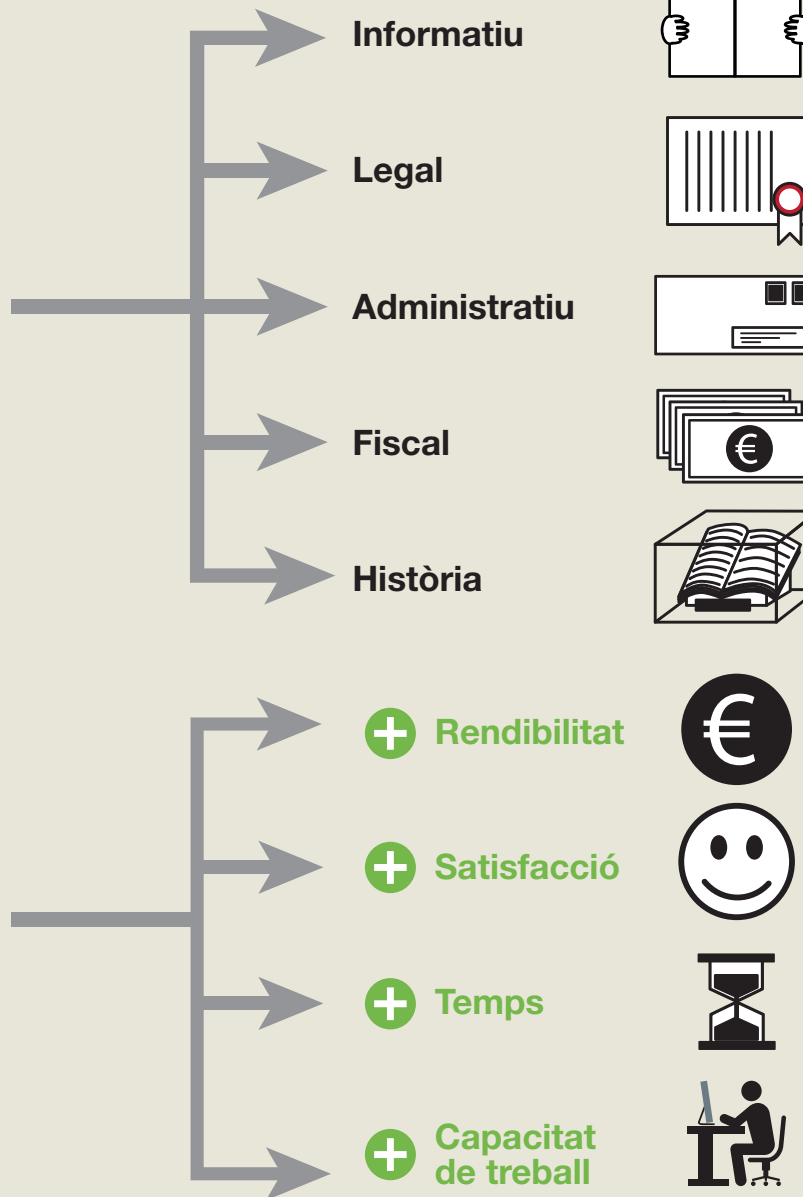 Informatiu
Legal
Administratiu
Fiscal
€
Història
Rendibilitat
€
Satisfacció
Temps
Capacitat
de treball